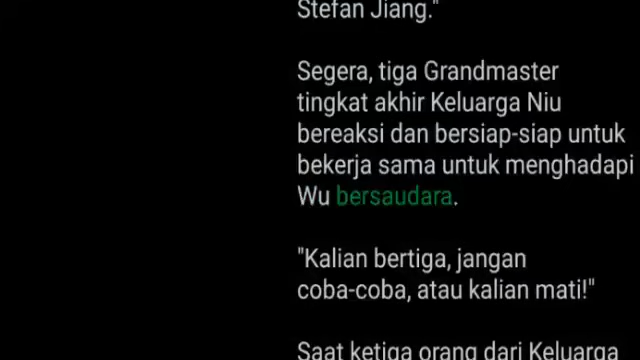 Stefan Jiang."
Segera, tiga Grandmaster
tingkat akhir Keluarga Niu
bereaksi dan bersiap-siap untuk
bekerja sama untuk menghadapi
Wu bersaudara.
"Kalian bertiga, jangan
coba-coba, atau kalian mati!"
Saat ketiga orang dari Keluarga